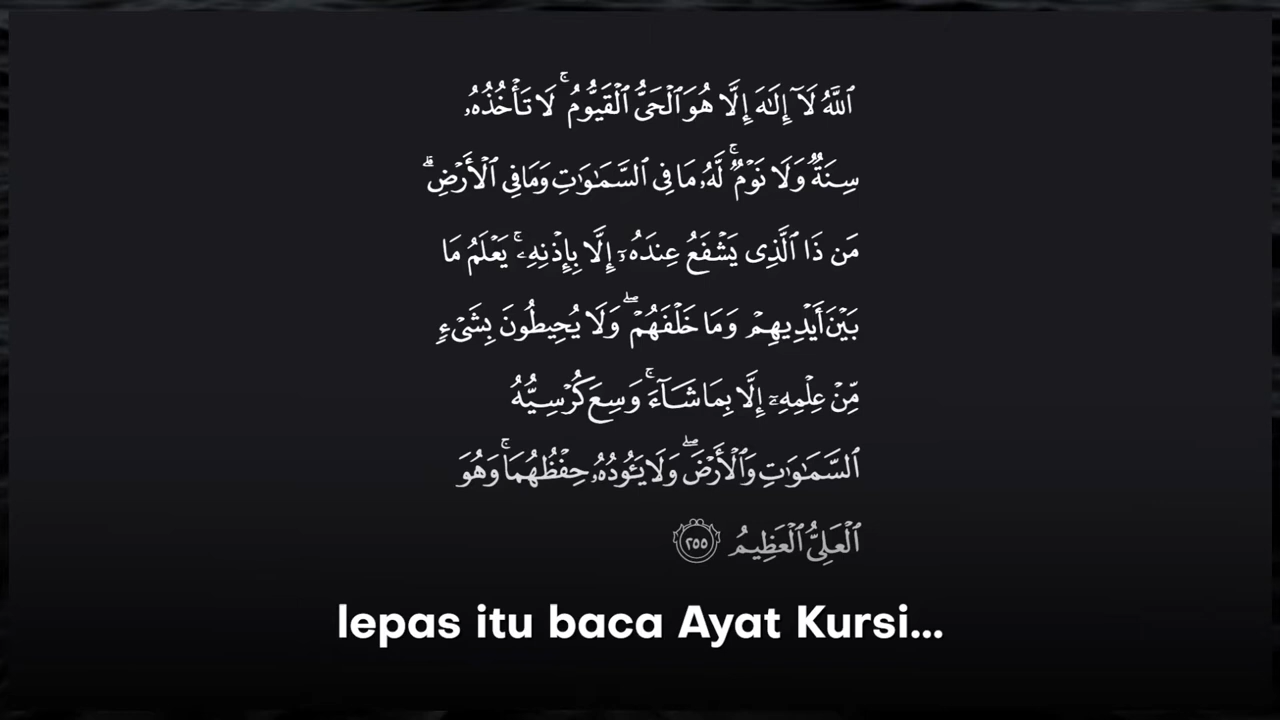 ٱللَّهُ لَآ إِلَـٰهَ إِلَّا هُوَ ٱلْحَىُّ ٱلْقَيُّومُ ۚ لَا تَأْخُذُهُۥ
سِنَةٌ وَلَا نَوْمٌ ۚ لَّهُۥ مَا فِى ٱلسَّمَـٰوَٰتِ وَمَا فِى ٱلْأَرْضِ ۗ
مَن ذَا ٱلَّذِى يَشْفَعُ عِندَهُۥٓ إِلَّا بِإِذْنِهِۦ ۚ يَعْلَمُ مَا
بَيْنَ أَيْدِيهِمْ وَمَا خَلْفَهُمْ ۖ وَلَا يُحِيطُونَ بِشَىْءٍ
مِّنْ عِلْمِهِۦٓ إِلَّا بِمَا شَآءَ ۚ وَسِعَ كُرْسِيُّهُ
ٱلسَّمَـٰوَٰتِ وَٱلْأَرْضَ ۖ وَلَا يَـُٔودُهُۥ حِفْظُهُمَا ۚ وَهُوَ
ٱلْعَلِىُّ ٱلْعَظِيمُ ٢٥٥
lepas itu baca Ayat Kursi...